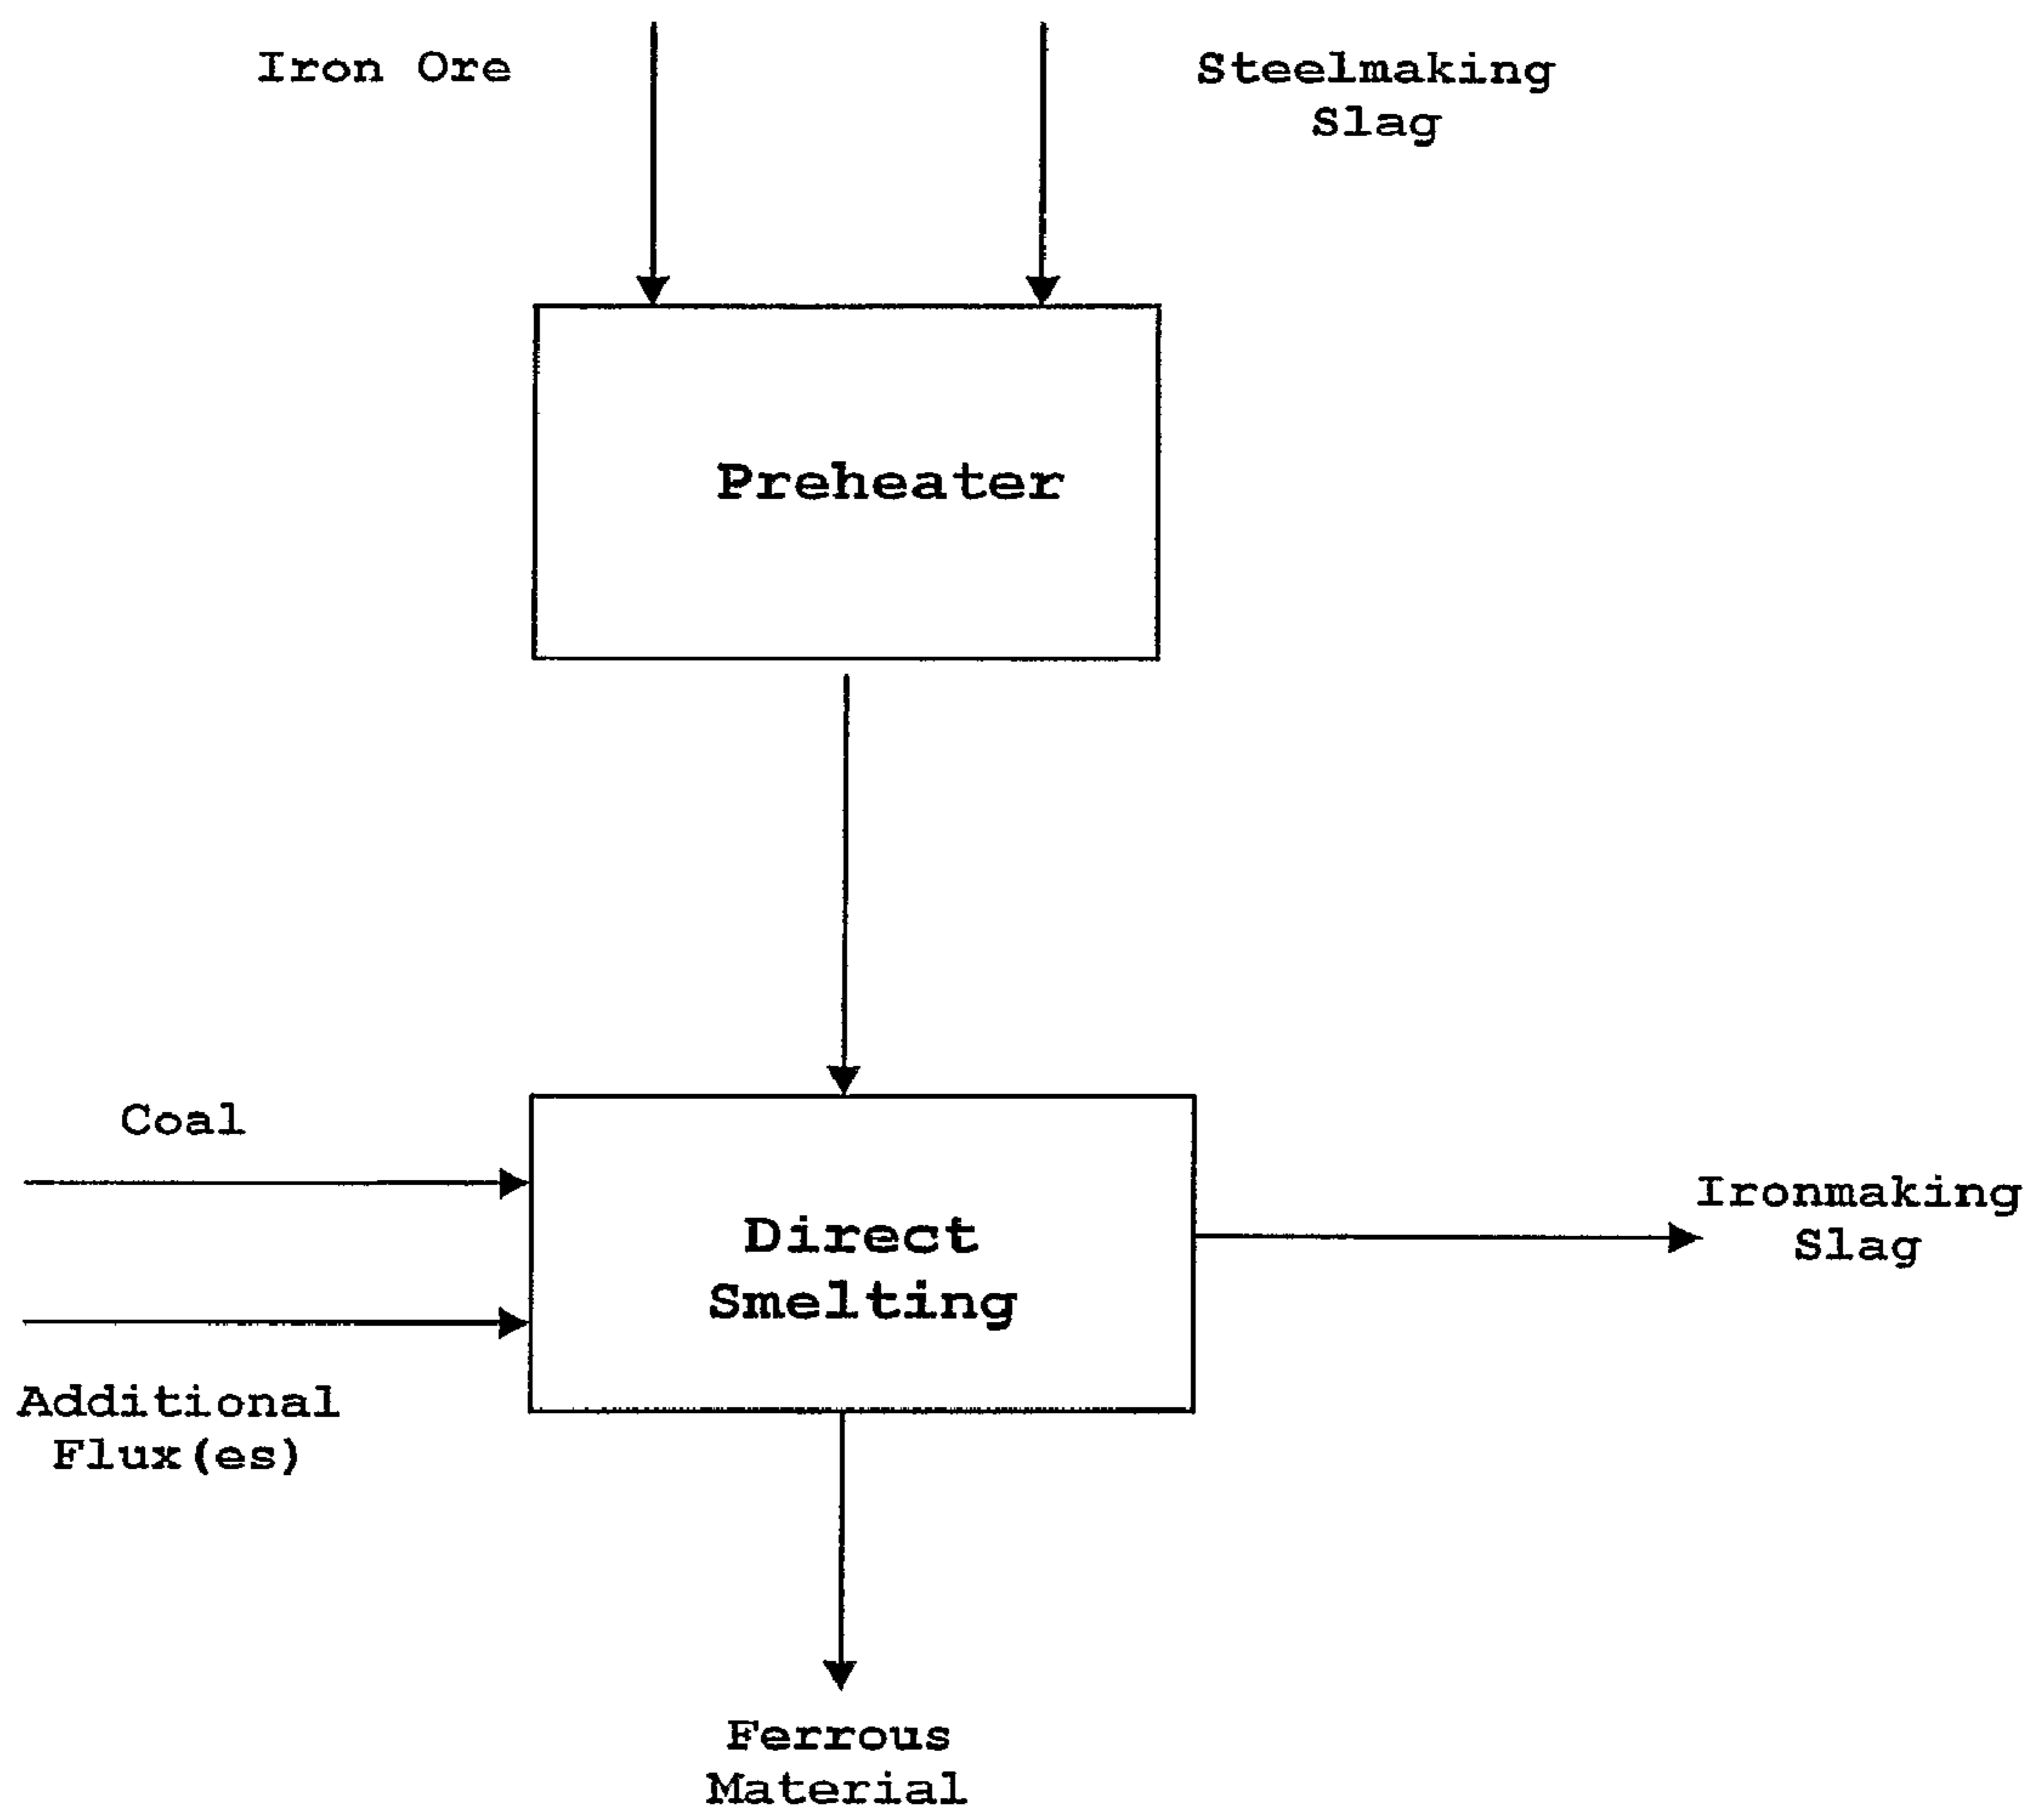 Iron Ore
Steelmaking
Slag
Preheater
Coal
Direct
Smelting
Ironmaking
Slag
Additional
Flux(es)
Ferrous
Material